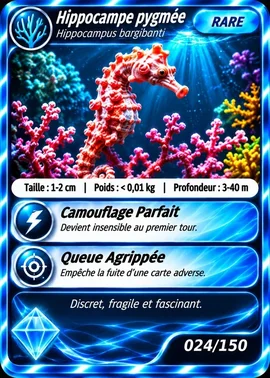 Hippocampe pygmée
Hippocampus bargibanti
RARE
Taille : 1-2 cm | Poids : < 0,01 kg | Profondeur : 3-40 m
Camouflage Parfait
Devient insensible au premier tour.
Queue Agrippée
Empêche la fuite d'une carte adverse.
Discret, fragile et fascinant.
024/150